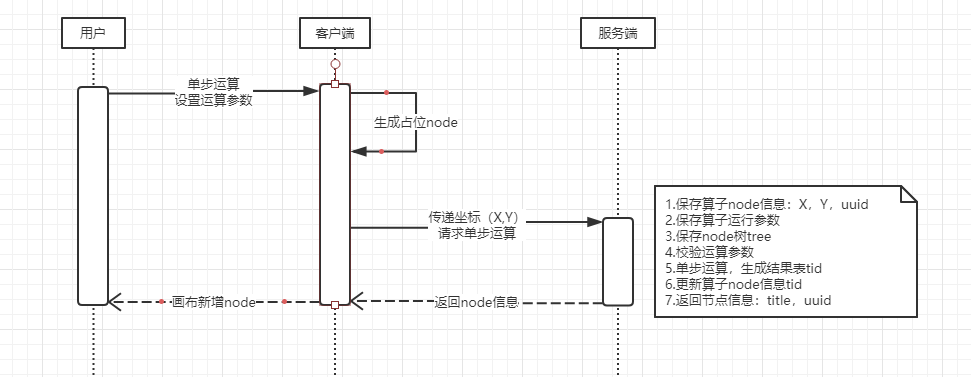 用户
客户端
服务端
单步运算
设置运算参数
生成占位node
传递坐标（X,Y）
请求单步运算
1.保存算子node信息：X，Y，uuid
2.保存算子运行参数
3.保存node树tree
4.校验运算参数
5.单步运算，生成结果表tid
6.更新算子node信息tid
7.返回节点信息：title，uuid
画布新增node
返回node信息